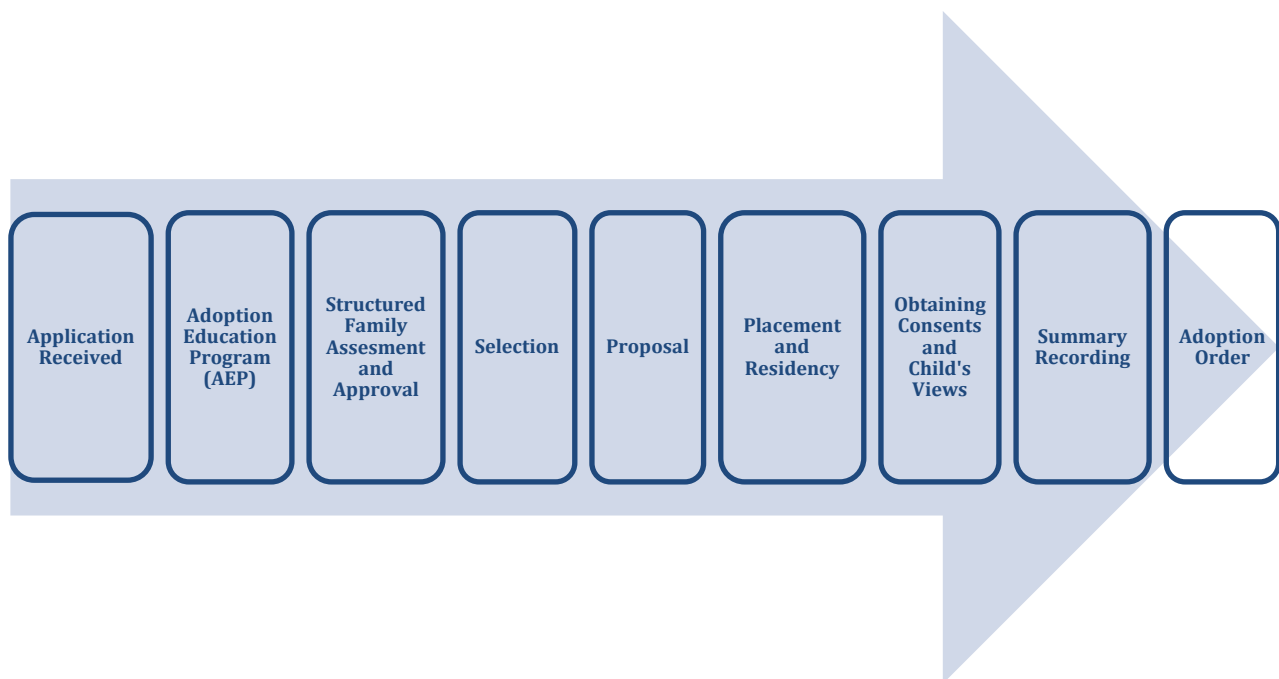 Application
Received
Adoption
Education
Program
(AEP)
Structured
Family
Assesment
and
Approval
Selection
Proposal
Placement
and
Residency
Obtaining
Consents
and
Child's
Views
Summary
Recording
Adoption
Order